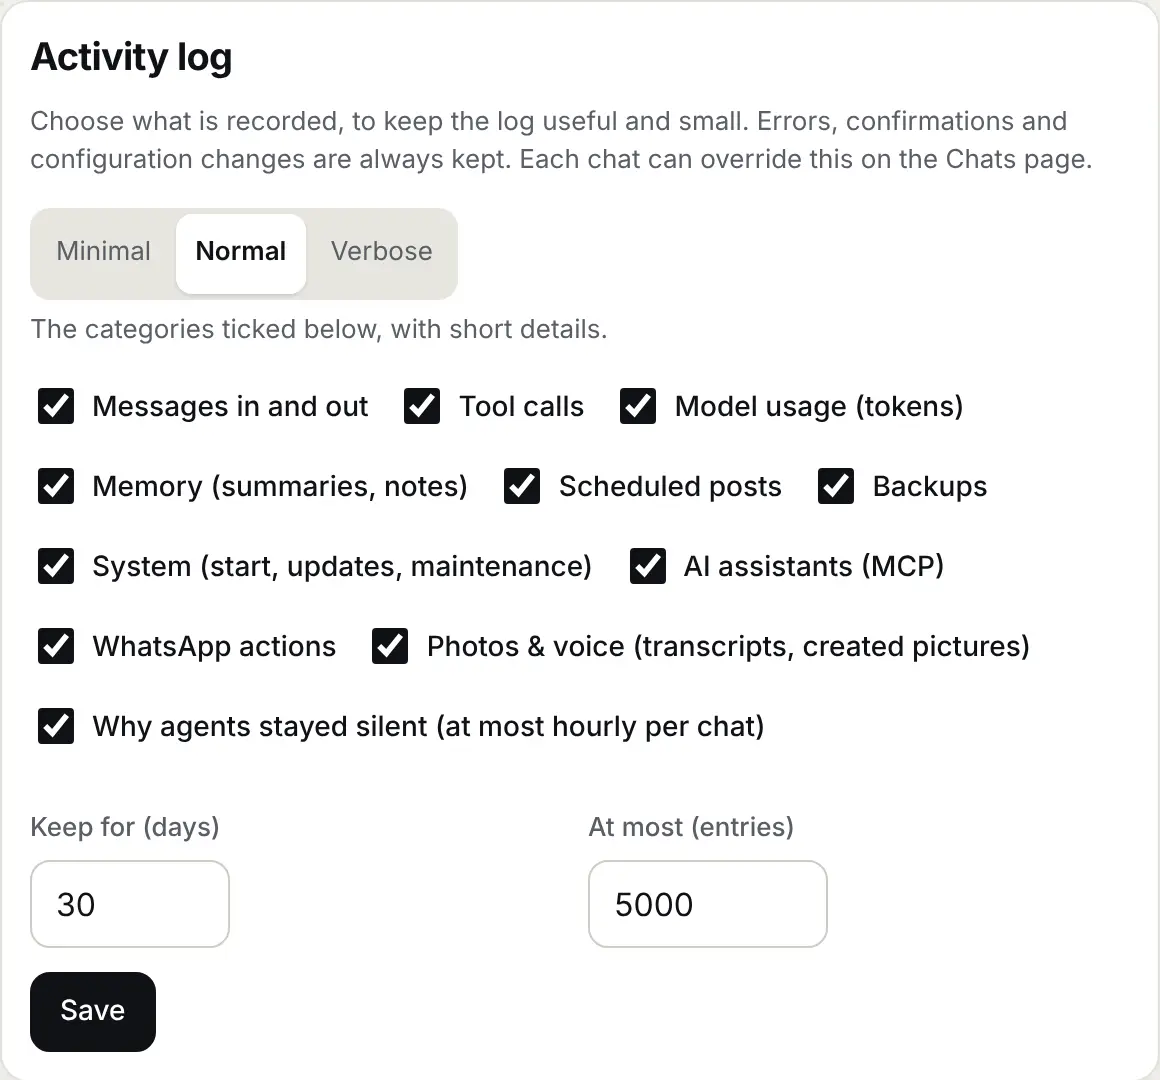 Activity log
Choose what is recorded, to keep the log useful and small. Errors, confirmations and
configuration changes are always kept. Each chat can override this on the Chats page.
Minimal Normal Verbose
The categories ticked below, with short details.
Messages in and out Tool calls Model usage (tokens)
Memory (summaries, notes) Scheduled posts Backups
System (start, updates, maintenance) AI assistants (MCP)
WhatsApp actions Photos & voice (transcripts, created pictures)
Why agents stayed silent (at most hourly per chat)
Keep for (days) At most (entries)
30 5000
Save